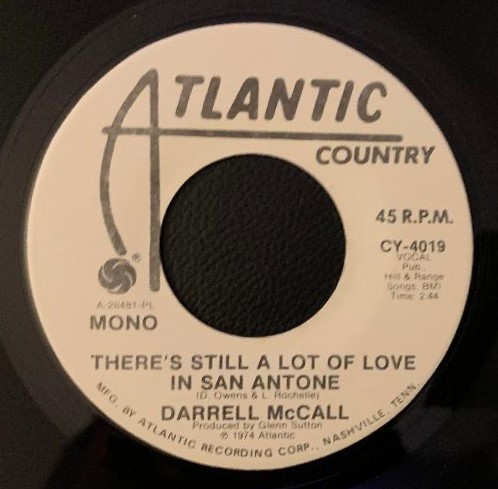 ATLANTIC
COUNTRY
45 R.P.M.
CY-4019
VOCAL
Pub.,
Hill & Range
Songs, BMI
Time: 2:44
®
A-28481-PL
MONO
THERE'S STILL A LOT OF LOVE
IN SAN ANTONE
(D. Owens & L. Rochelle)
DARRELL McCALL
Produced by Glenn Sutton
℗ 1974 Atlantic
MFG. BY ATLANTIC RECORDING CORP., NASHVILLE, TENN.